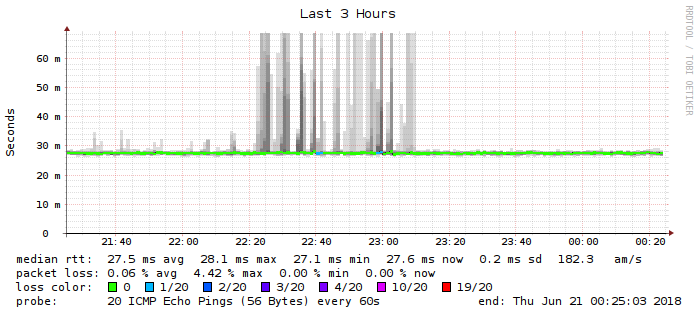 Last 3 Hours
RRDTOOL / TOBI OETIKER
Seconds
60 m
50 m
40 m
30 m
20 m
10 m
0
21:40 22:00 22:20 22:40 23:00 23:20 23:40 00:00 00:20
median rtt: 27.5 ms avg 28.1 ms max 27.1 ms min 27.6 ms now 0.2 ms sd 182.3 am/s
packet loss: 0.06 % avg 4.42 % max 0.00 % min 0.00 % now
loss color: 0 1/20 2/20 3/20 4/20 10/20 19/20
probe: 20 ICMP Echo Pings (56 Bytes) every 60s end: Thu Jun 21 00:25:03 2018